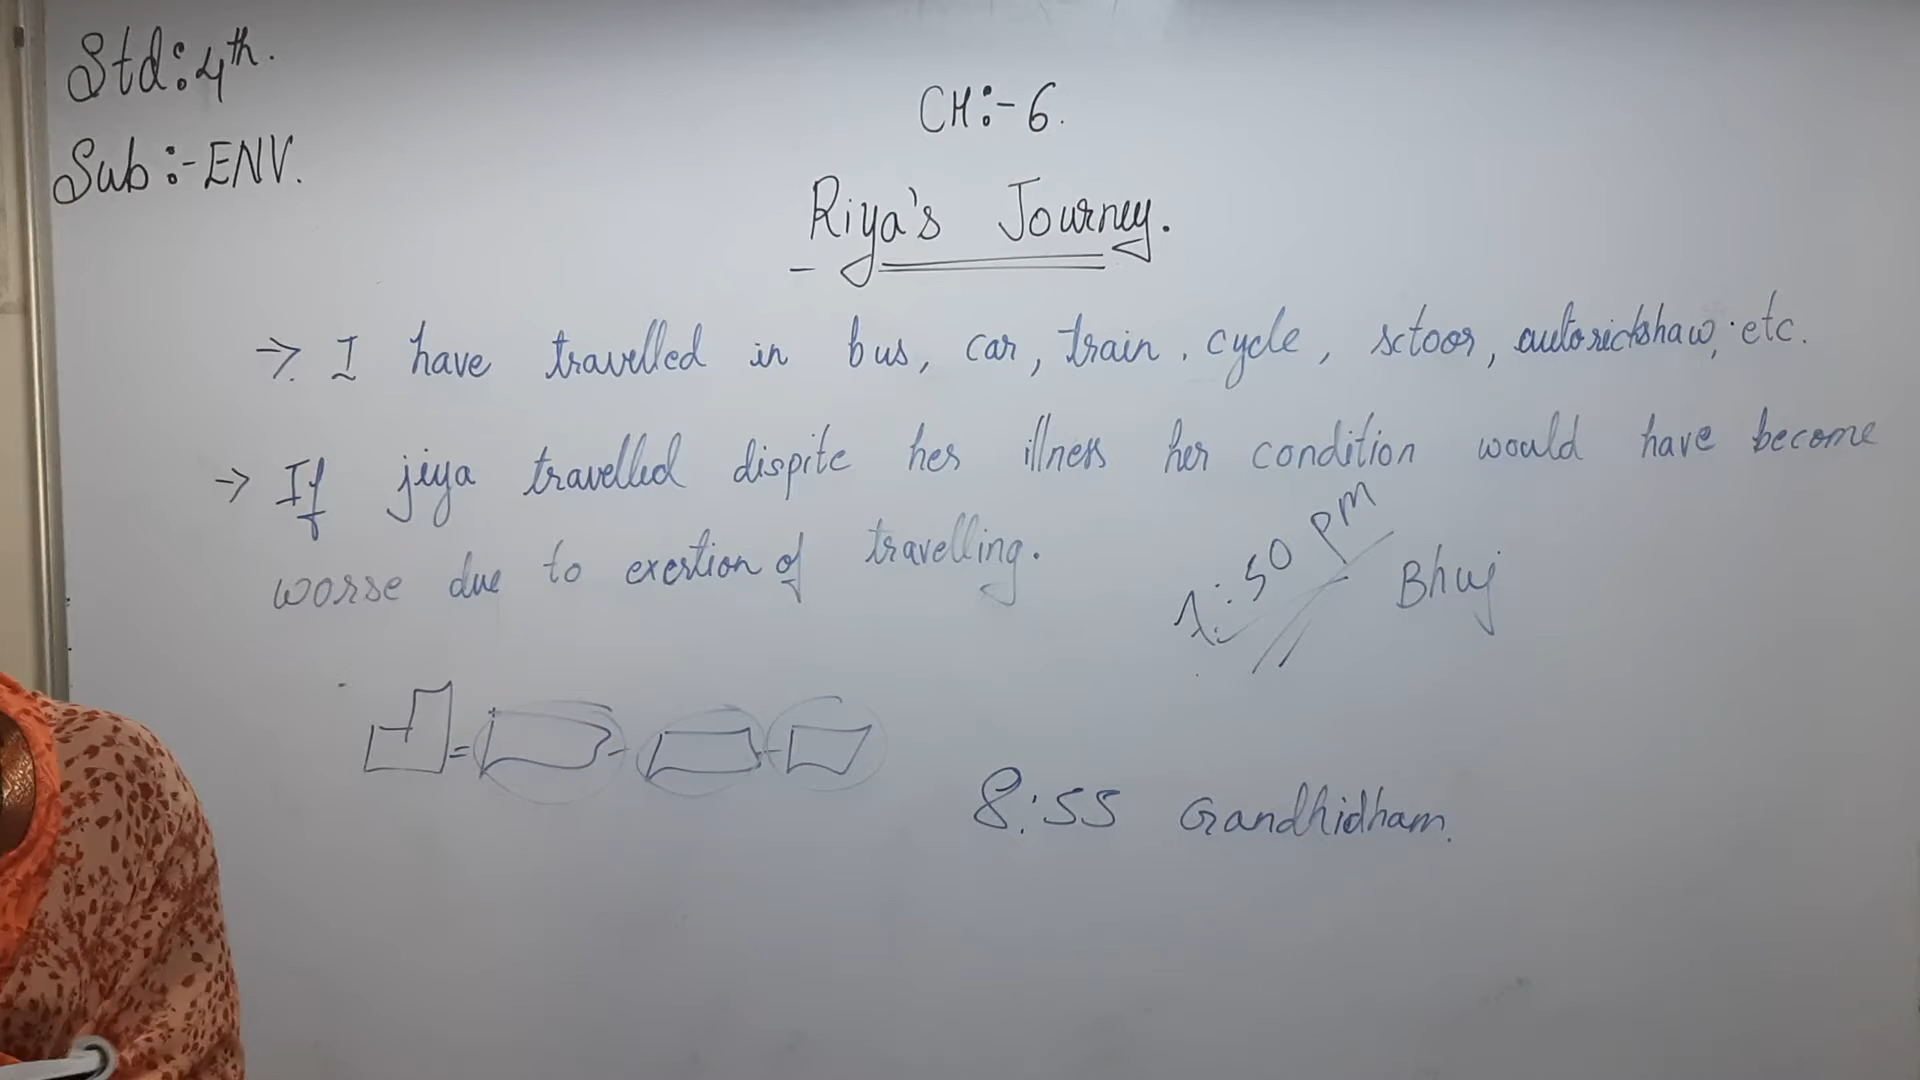 Std:4th.
Sub:-ENV.
CH:-6.
Riya's Journey.
→ I have travelled in bus, car, train, cycle, sctoor, autorickshaw, etc.
→ If jiya travelled dispite her illness her condition would have become
worse due to exertion of travelling.
:50 PM Bhuj
8:55 Gandhidham.